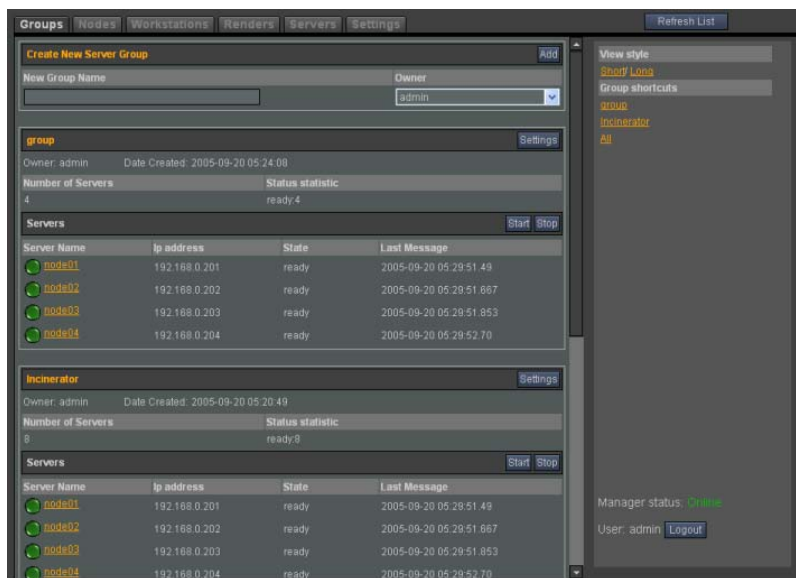 Groups Nodes Workstations Renders Servers Settings
Refresh List
Create New Server Group Add
New Group Name Owner
admin
group Settings
Owner: admin Date Created: 2005-09-20 05:24:08
Number of Servers Status statistic
4 ready:4
Servers Start Stop
Server Name Ip address State Last Message
node01 192.168.0.201 ready 2005-09-20 05:29:51.49
node02 192.168.0.202 ready 2005-09-20 05:29:51.667
node03 192.168.0.203 ready 2005-09-20 05:29:51.853
node04 192.168.0.204 ready 2005-09-20 05:29:52.70
Incinerator Settings
Owner: admin Date Created: 2005-09-20 05:20:49
Number of Servers Status statistic
8 ready:8
Servers Start Stop
Server Name Ip address State Last Message
node01 192.168.0.201 ready 2005-09-20 05:29:51.49
node02 192.168.0.202 ready 2005-09-20 05:29:51.667
node03 192.168.0.203 ready 2005-09-20 05:29:51.853
node04 192.168.0.204 ready 2005-09-20 05:29:52.70
View style
Short/ Long
Group shortcuts
group
Incinerator
All
Manager status: Online
User: admin Logout